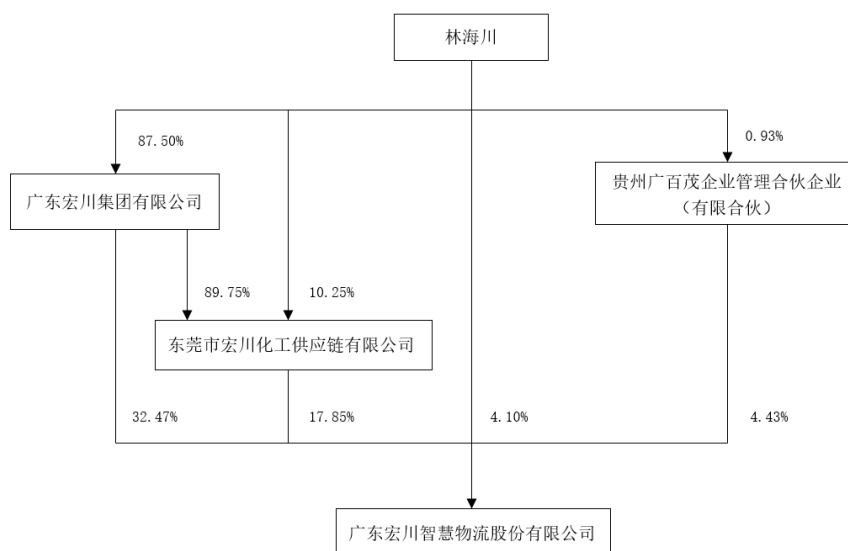 林海川
87.50%
0.93%
广东宏川集团有限公司
贵州广百茂企业管理合伙企业
（有限合伙）
89.75%
10.25%
东莞市宏川化工供应链有限公司
32.47%
17.85%
4.10%
4.43%
广东宏川智慧物流股份有限公司